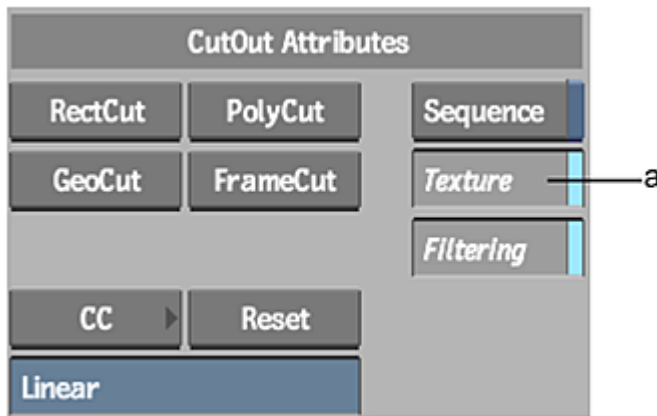 CutOut Attributes
RectCut PolyCut Sequence
GeoCut FrameCut Texture a
Filtering
CC Reset
Linear